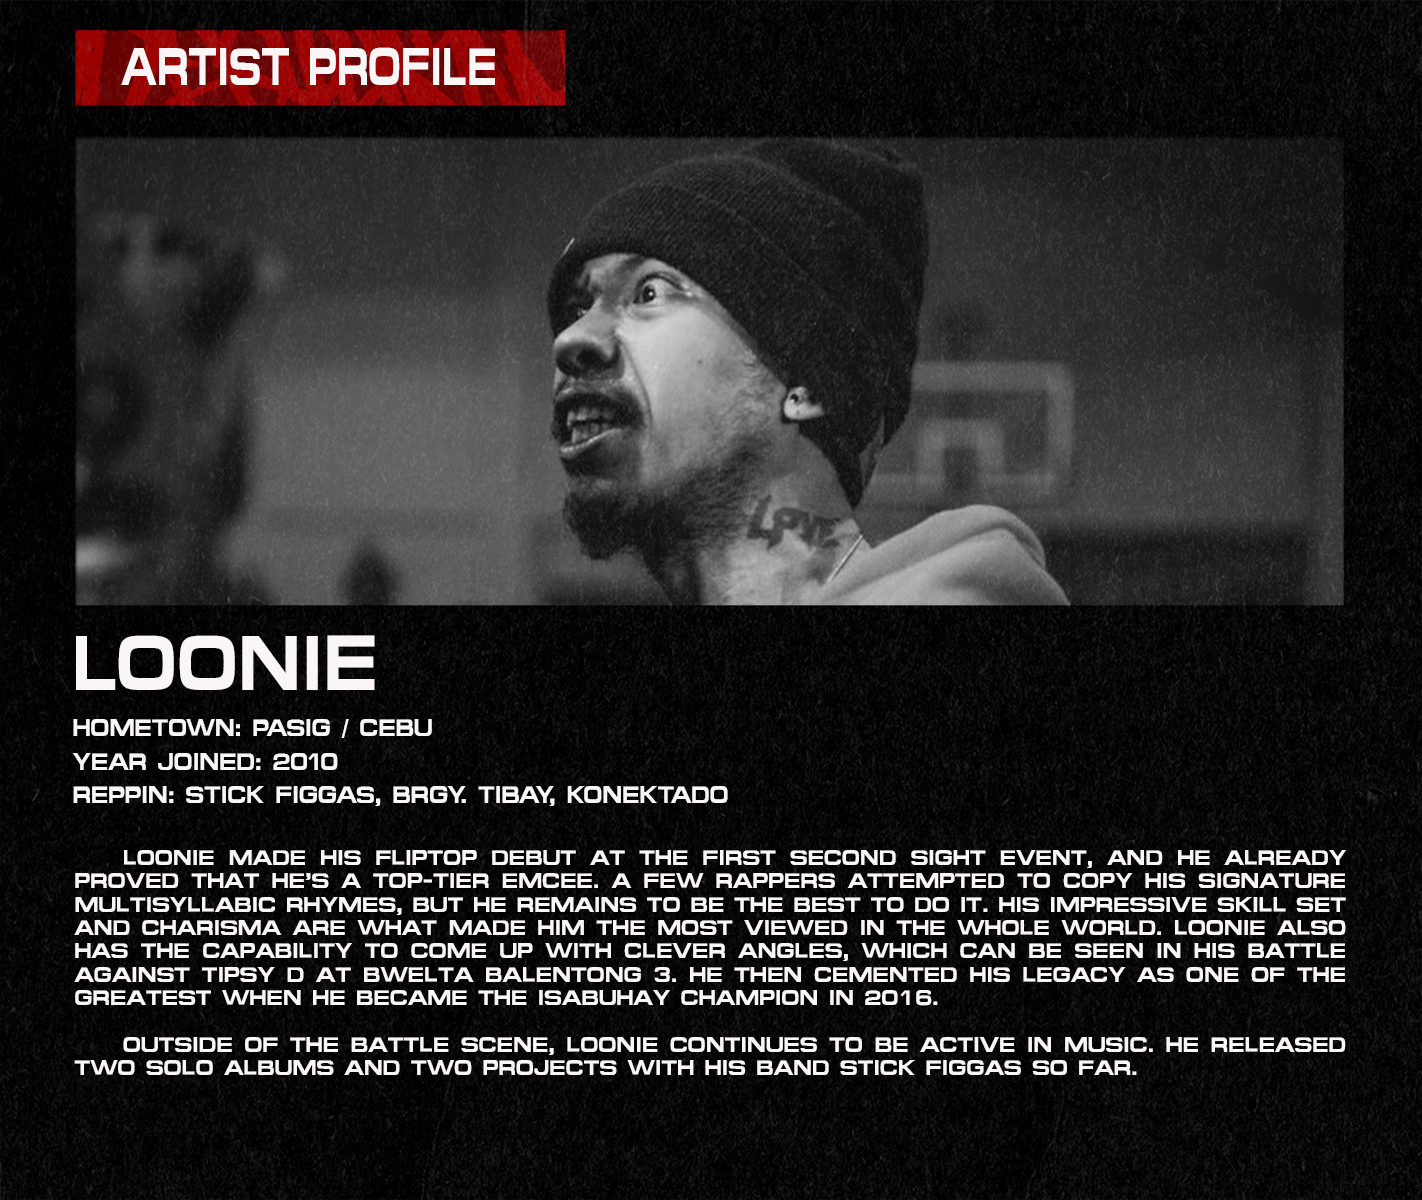 ARTIST PROFILE
LOVE
LOONIE
HOMETOWN: PASIG / CEBU
YEAR JOINED: 2010
REPPIN: STICK FIGGAS, BRGY. TIBAY, KONEKTADO
LOONIE MADE HIS FLIPTOP DEBUT AT THE FIRST SECOND SIGHT EVENT, AND HE ALREADY
PROVED THAT HE'S A TOP-TIER EMCEE. A FEW RAPPERS ATTEMPTED TO COPY HIS SIGNATURE
MULTISYLLABIC RHYMES, BUT HE REMAINS TO BE THE BEST TO DO IT. HIS IMPRESSIVE SKILL SET
AND CHARISMA ARE WHAT MADE HIM THE MOST VIEWED IN THE WHOLE WORLD. LOONIE ALSO
HAS THE CAPABILITY TO COME UP WITH CLEVER ANGLES, WHICH CAN BE SEEN IN HIS BATTLE
AGAINST TIPSY D AT BWELTA BALENTONG 3. HE THEN CEMENTED HIS LEGACY AS ONE OF THE
GREATEST WHEN HE BECAME THE ISABUHAY CHAMPION IN 2016.
OUTSIDE OF THE BATTLE SCENE, LOONIE CONTINUES TO BE ACTIVE IN MUSIC. HE RELEASED
TWO SOLO ALBUMS AND TWO PROJECTS WITH HIS BAND STICK FIGGAS SO FAR.